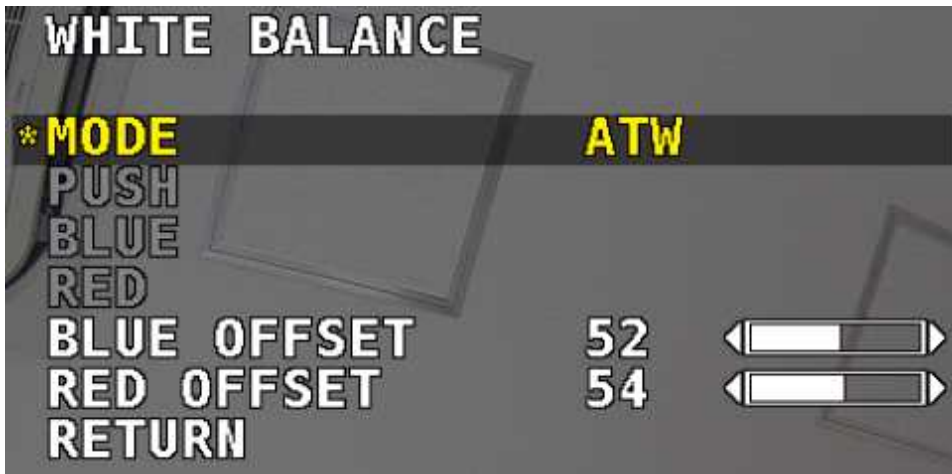 WHITE BALANCE
*MODE ATW
PUSH
BLUE
RED
BLUE OFFSET 52
RED OFFSET 54
RETURN